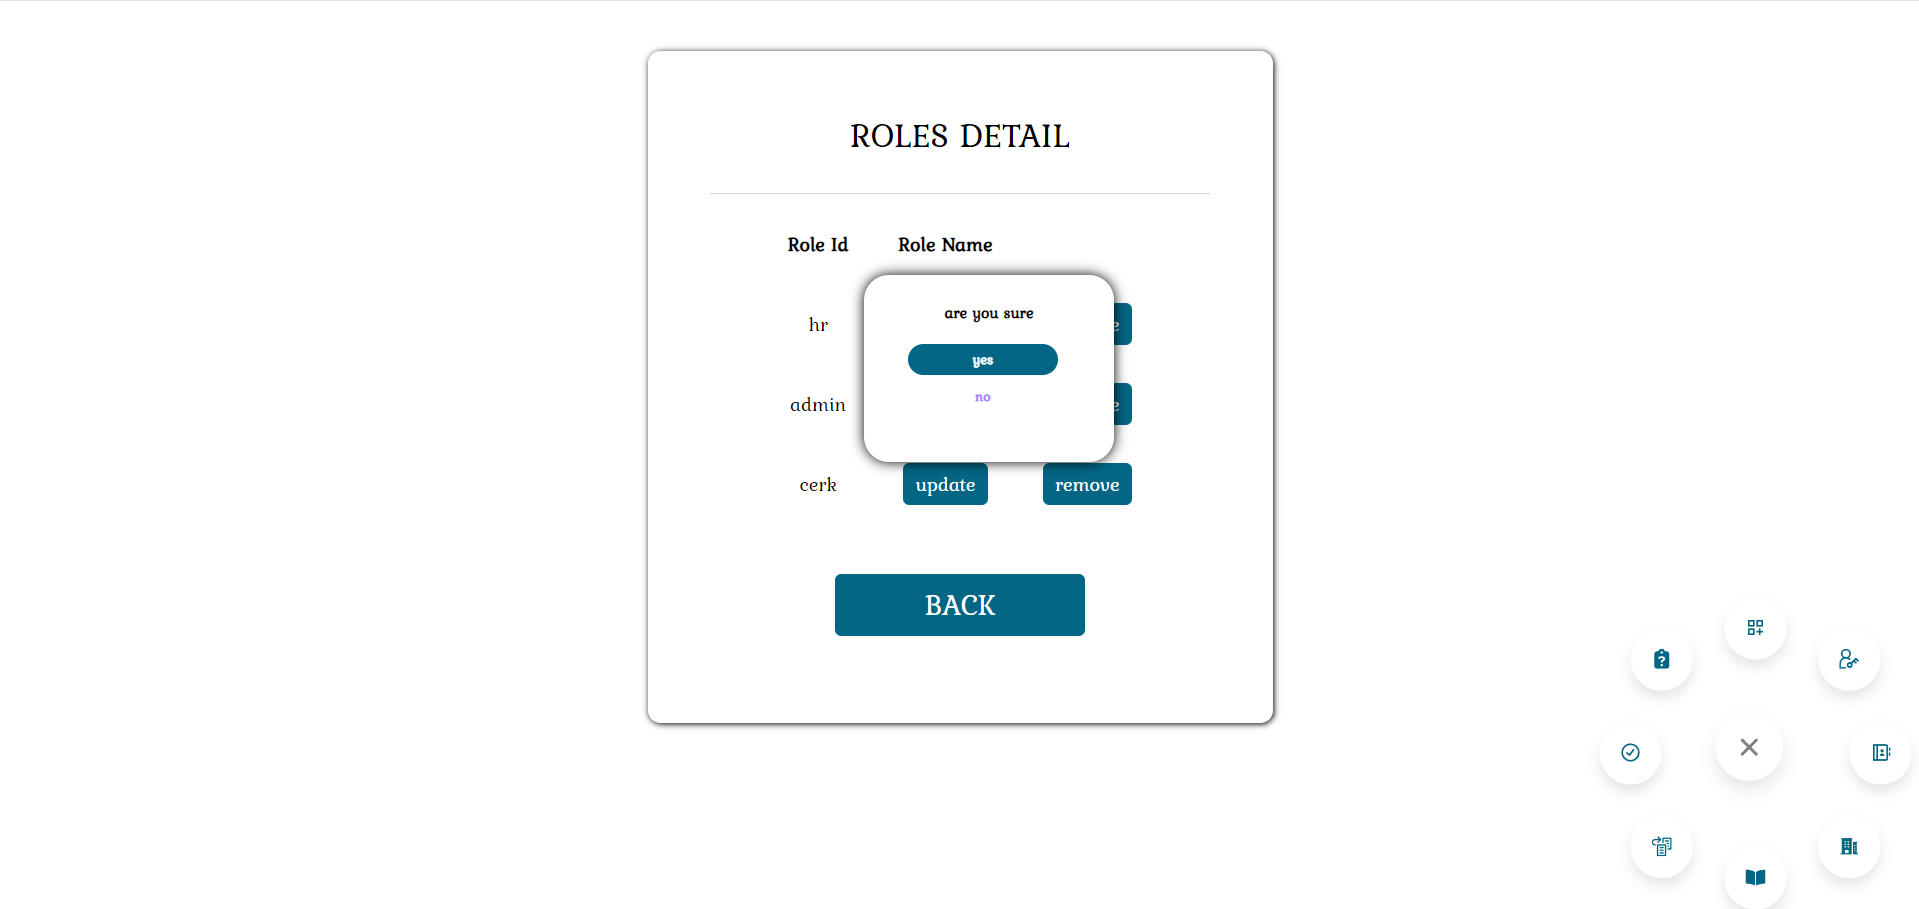 ROLES DETAIL
Role Id Role Name
are you sure
hr
yes
no
admin
cerk update remove
BACK